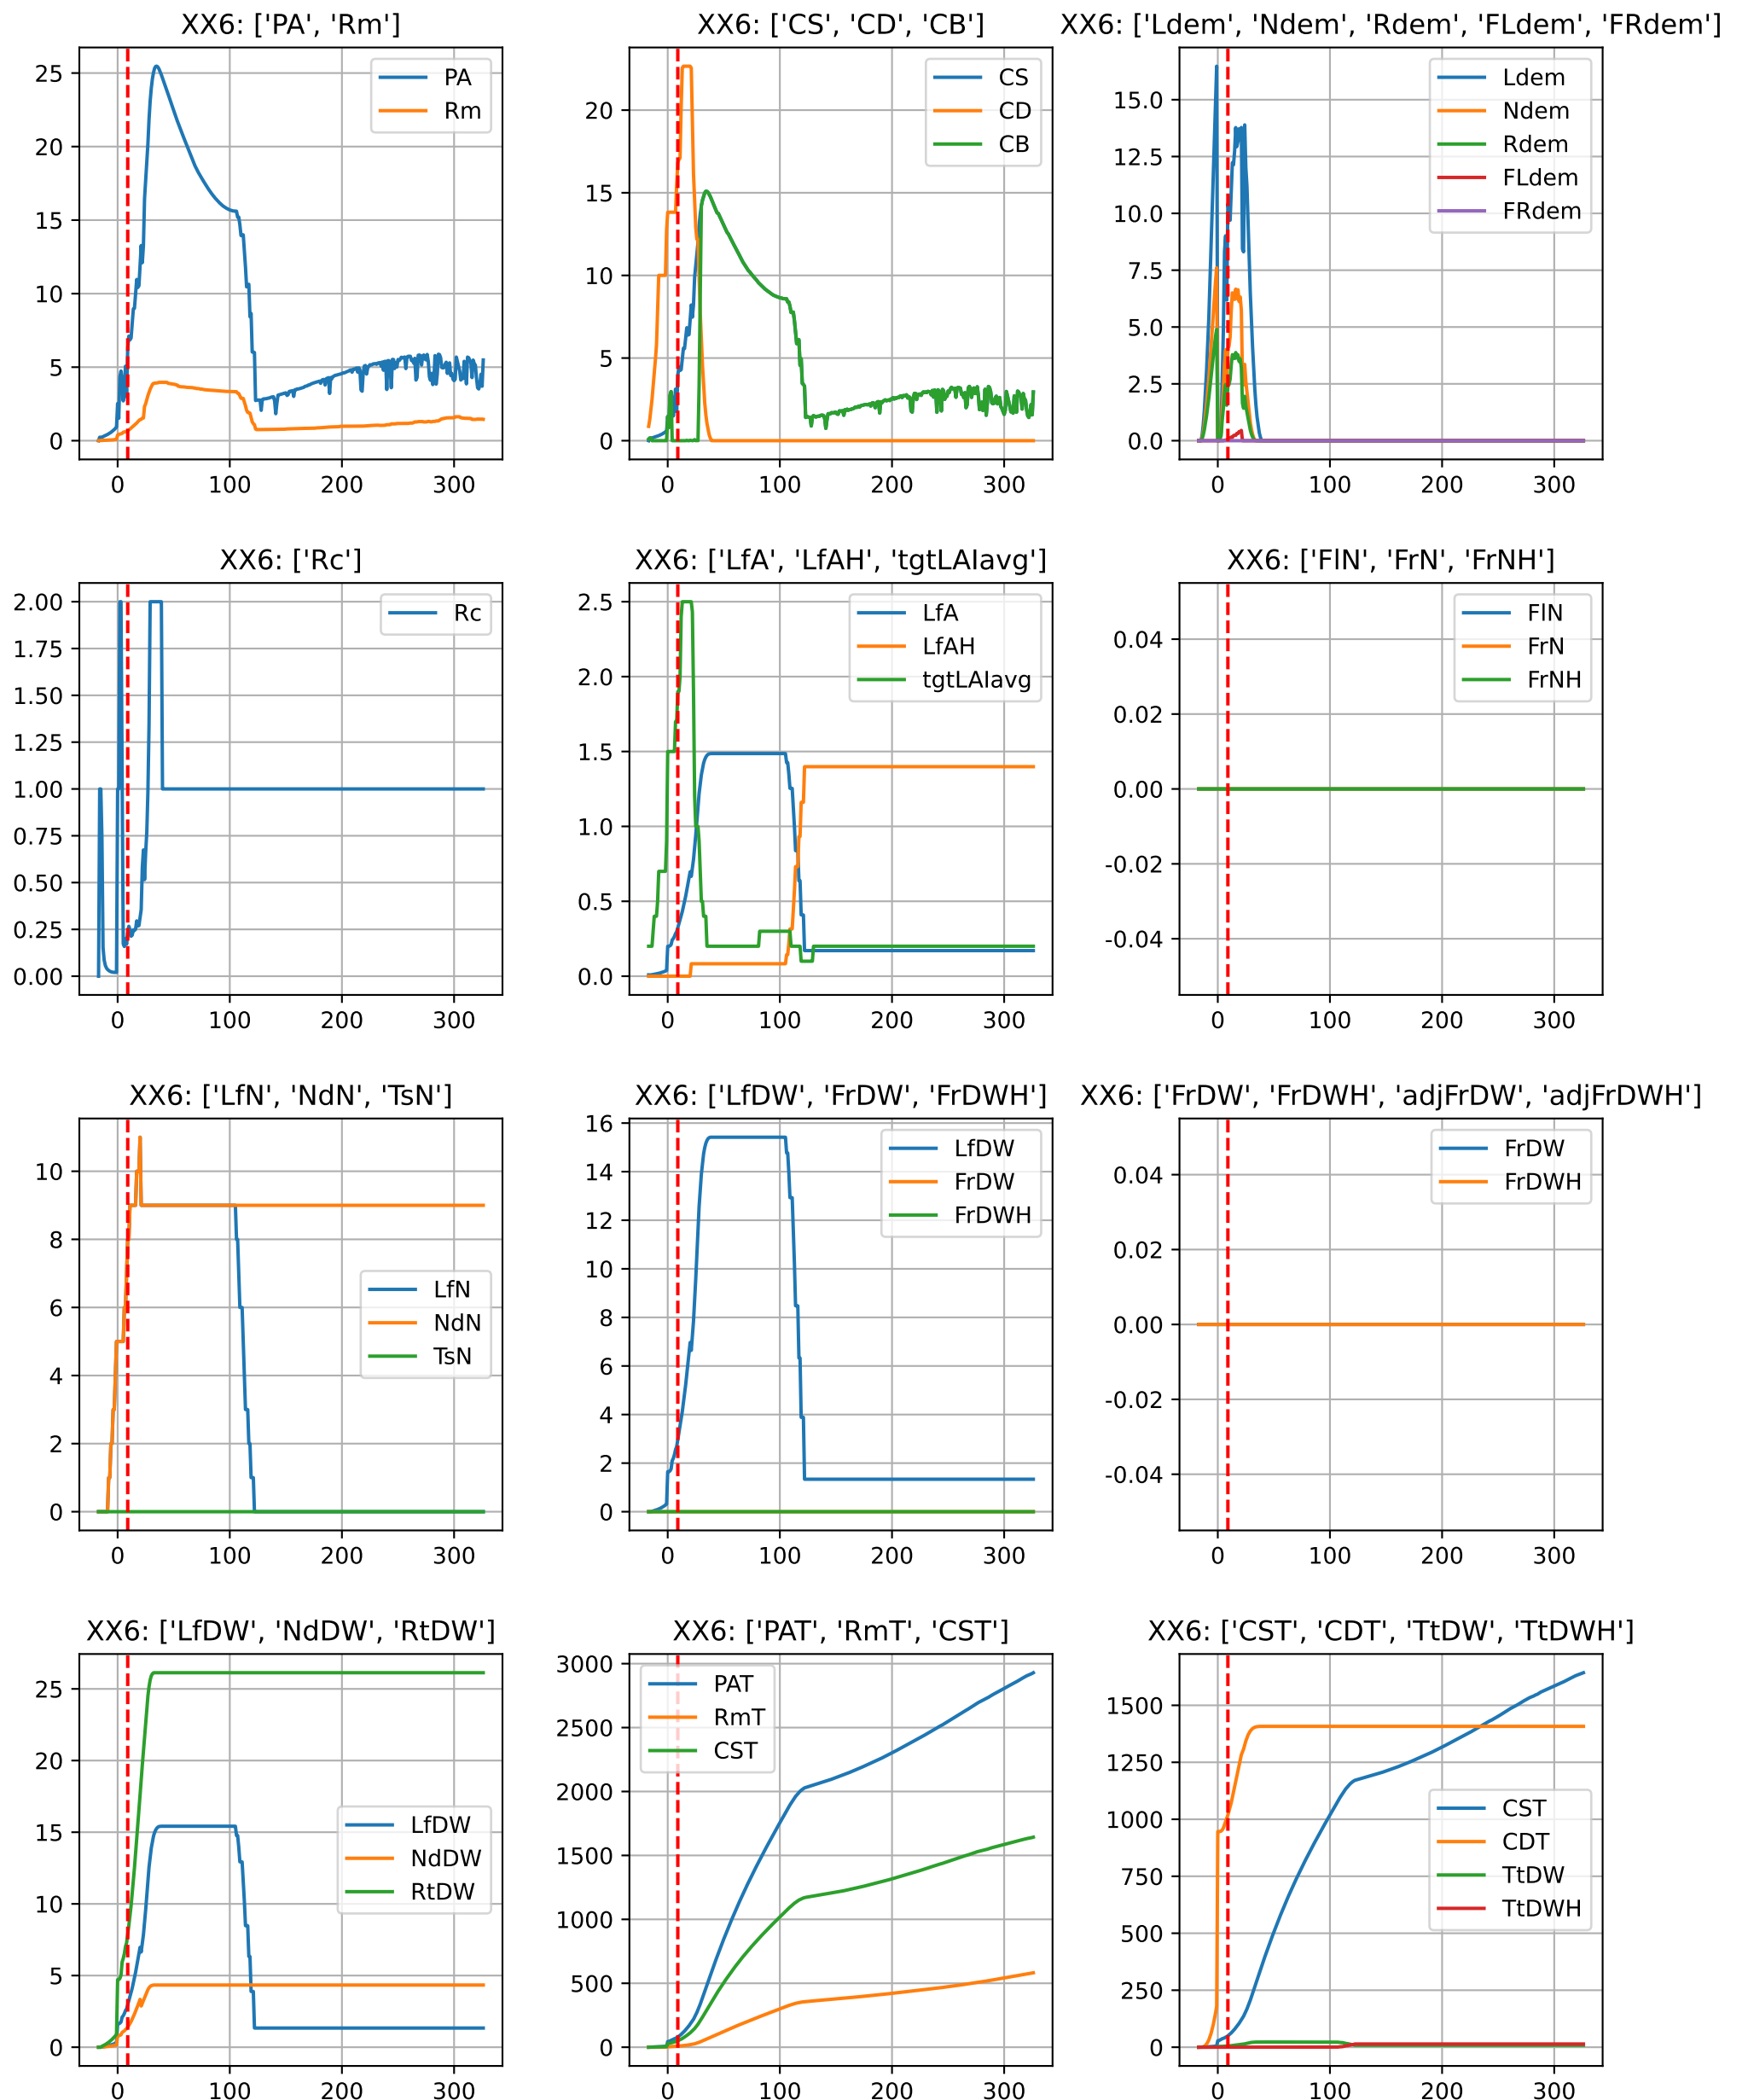 XX6: ['PA', 'Rm']
25
20
15
10
5
0
0 100 200 300
PA
Rm
XX6: ['CS', 'CD', 'CB']
20
15
10
5
0
0 100 200 300
CS
CD
CB
XX6: ['Ldem', 'Ndem', 'Rdem', 'FLdem', 'FRdem']
15.0
12.5
10.0
7.5
5.0
2.5
0.0
0 100 200 300
Ldem
Ndem
Rdem
FLdem
FRdem
XX6: ['Rc']
2.00
1.75
1.50
1.25
1.00
0.75
0.50
0.25
0.00
0 100 200 300
Rc
XX6: ['LfA', 'LfAH', 'tgtLAIavg']
2.5
2.0
1.5
1.0
0.5
0.0
0 100 200 300
LfA
LfAH
tgtLAIavg
XX6: ['FlN', 'FrN', 'FrNH']
0.04
0.02
0.00
-0.02
-0.04
0 100 200 300
FlN
FrN
FrNH
XX6: ['LfN', 'NdN', 'TsN']
10
8
6
4
2
0
0 100 200 300
LfN
NdN
TsN
XX6: ['LfDW', 'FrDW', 'FrDWH']
16
14
12
10
8
6
4
2
0
0 100 200 300
LfDW
FrDW
FrDWH
XX6: ['FrDW', 'FrDWH', 'adjFrDW', 'adjFrDWH']
0.04
0.02
0.00
-0.02
-0.04
0 100 200 300
FrDW
FrDWH
XX6: ['LfDW', 'NdDW', 'RtDW']
25
20
15
10
5
0
0 100 200 300
LfDW
NdDW
RtDW
XX6: ['PAT', 'RmT', 'CST']
3000
2500
2000
1500
1000
500
0
0 100 200 300
PAT
RmT
CST
XX6: ['CST', 'CDT', 'TtDW', 'TtDWH']
1500
1250
1000
750
500
250
0
0 100 200 300
CST
CDT
TtDW
TtDWH